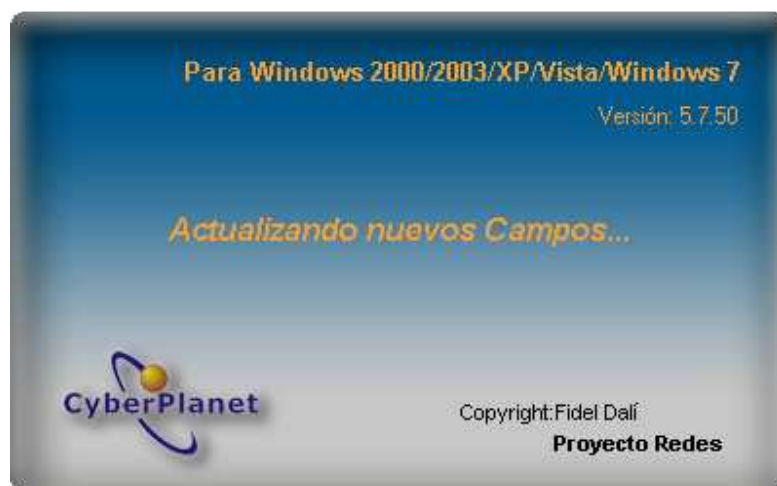 Para Windows 2000/2003/XP/Vista/Windows 7
Versión: 5.7.50
Actualizando nuevos Campos...
CyberPlanet
Copyright:Fidel Dalí
Proyecto Redes